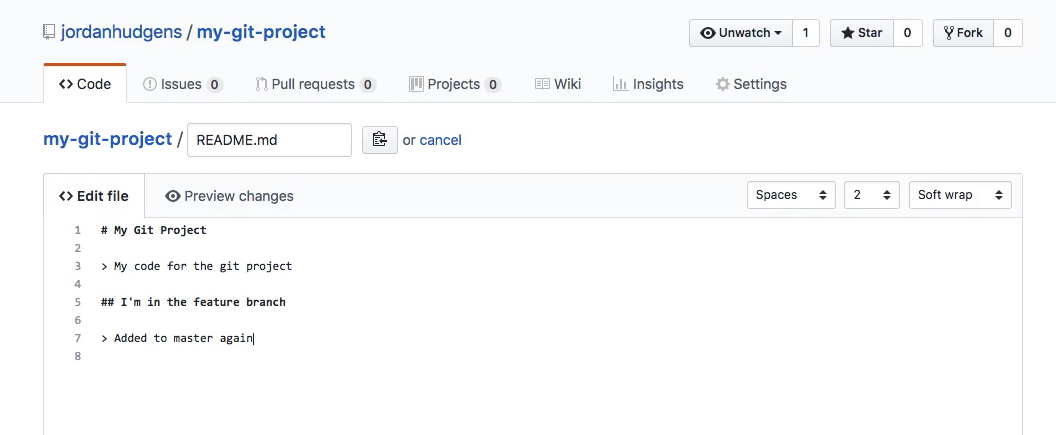 jordanhudgens / my-git-project Unwatch 1 Star 0 Fork 0
<> Code Issues 0 Pull requests 0 Projects 0 Wiki Insights Settings
my-git-project / README.md or cancel
<> Edit file Preview changes Spaces 2 Soft wrap
1 # My Git Project
2
3 > My code for the git project
4
5 ## I'm in the feature branch
6
7 > Added to master again
8